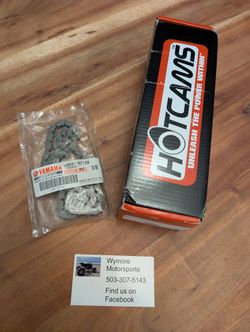 HOTCAMS
UNLEASH THE POWER WITHIN
YAMAHA
Wymore
Motorsports
503-307-5143
Find us on
Facebook